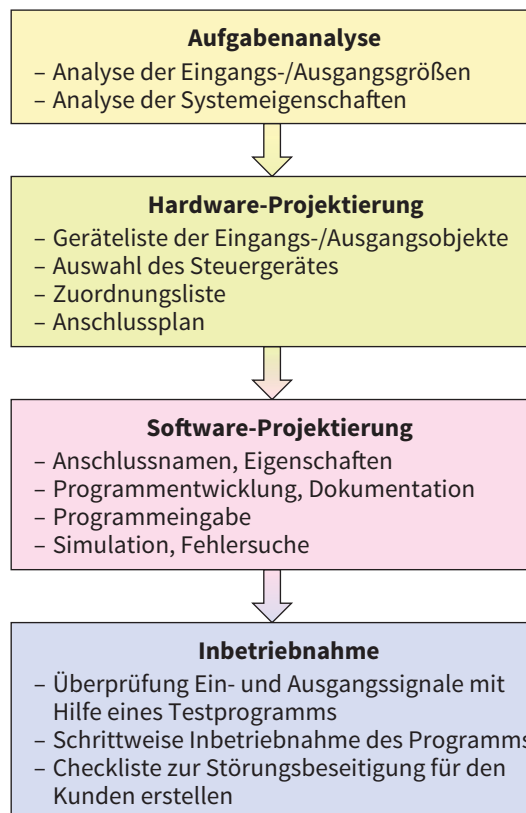 Aufgabenanalyse
– Analyse der Eingangs-/Ausgangsgrößen
– Analyse der Systemeigenschaften
Hardware-Projektierung
– Geräteliste der Eingangs-/Ausgangsobjekte
– Auswahl des Steuergerätes
– Zuordnungsliste
– Anschlussplan
Software-Projektierung
– Anschlussnamen, Eigenschaften
– Programmentwicklung, Dokumentation
– Programmeingabe
– Simulation, Fehlersuche
Inbetriebnahme
– Überprüfung Ein- und Ausgangssignale mit
Hilfe eines Testprogramms
– Schrittweise Inbetriebnahme des Programms
– Checkliste zur Störungsbeseitigung für den
Kunden erstellen